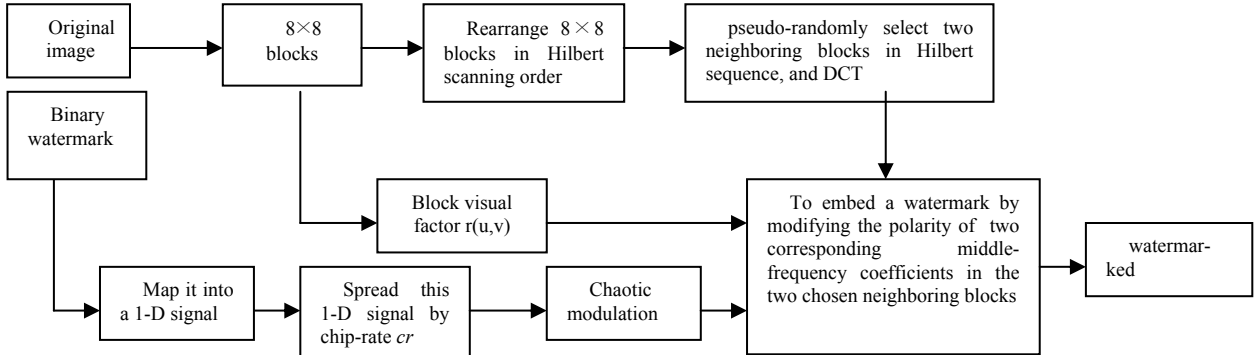 Original
image
8×8
blocks
Rearrange 8×8
blocks in Hilbert
scanning order
pseudo-randomly select two
neighboring blocks in Hilbert
sequence, and DCT
Binary
watermark
Block visual
factor r(u,v)
To embed a watermark by
modifying the polarity of two
corresponding middle-
frequency coefficients in the
two chosen neighboring blocks
watermar-
ked
Map it into
a 1-D signal
Spread this
1-D signal by
chip-rate cr
Chaotic
modulation